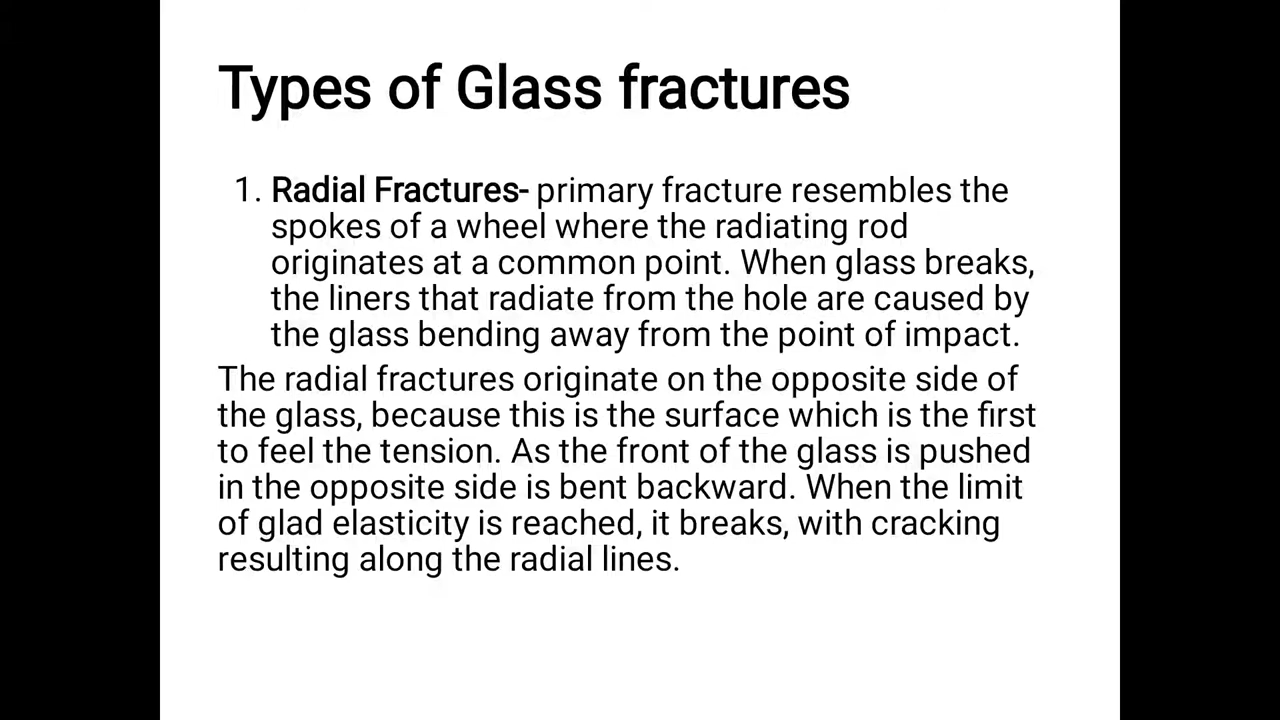 Types of Glass fractures
1. Radial Fractures- primary fracture resembles the
spokes of a wheel where the radiating rod
originates at a common point. When glass breaks,
the liners that radiate from the hole are caused by
the glass bending away from the point of impact.
The radial fractures originate on the opposite side of
the glass, because this is the surface which is the first
to feel the tension. As the front of the glass is pushed
in the opposite side is bent backward. When the limit
of glad elasticity is reached, it breaks, with cracking
resulting along the radial lines.